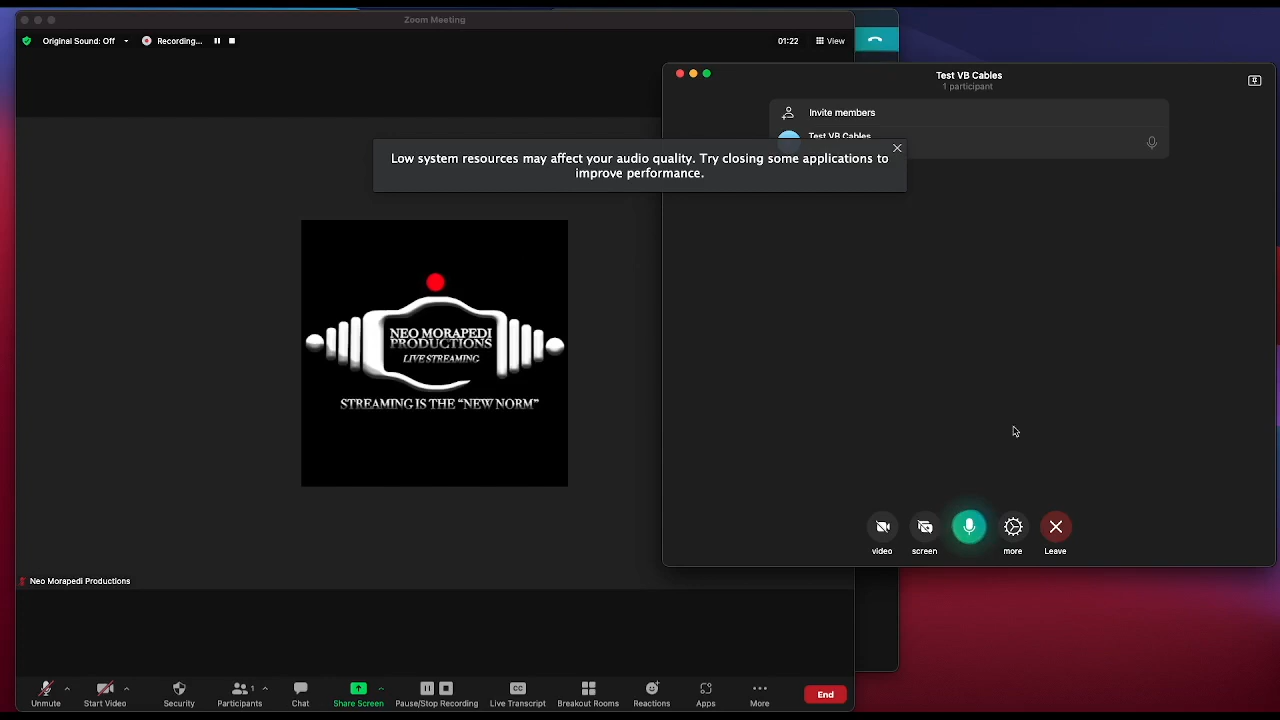 Zoom Meeting
Original Sound: Off
Recording...
01:22
View
Test VB Cables
1 participant
Invite members
Test VB Cables
Low system resources may affect your audio quality. Try closing some applications to
improve performance.
NEO MORAPEDI
PRODUCTIONS
LIVE STREAMING
STREAMING IS THE “NEW NORM”
video
screen
more
Leave
Neo Morapedi Productions
Unmute
Start Video
Security
Participants
1
Chat
Share Screen
Pause/Stop Recording
CC
Live Transcript
Breakout Rooms
Reactions
Apps
More
End